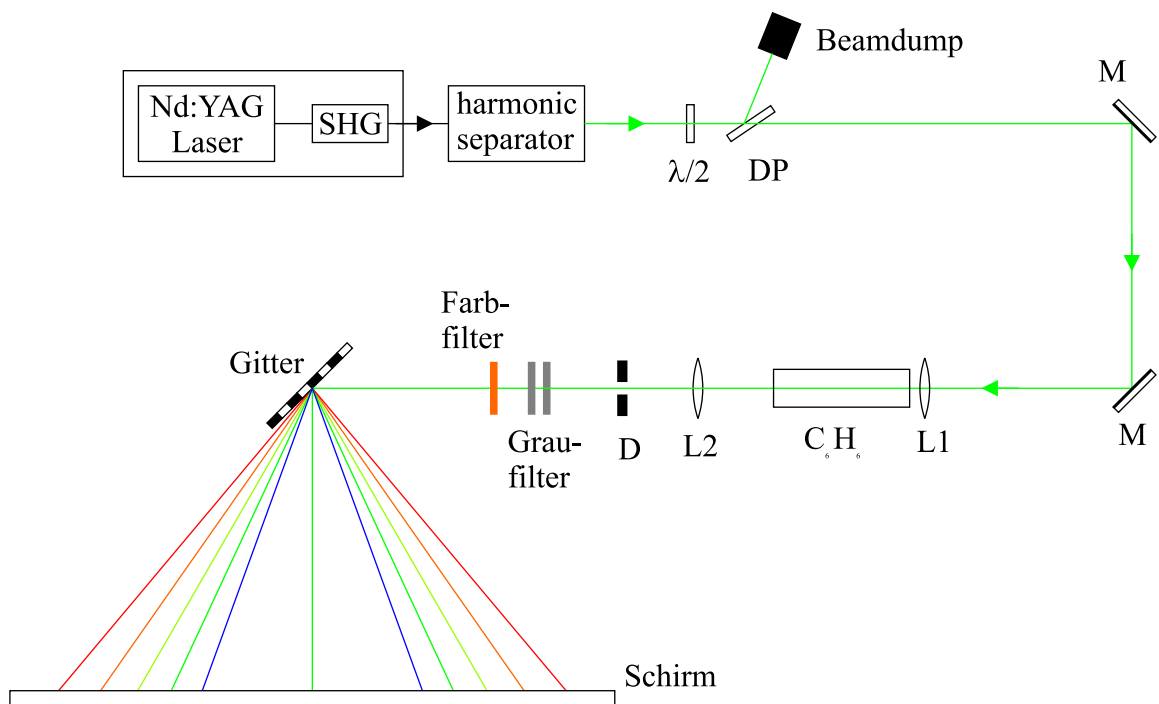 Beamdump
M
Nd:YAG
Laser
SHG
harmonic
separator
λ/2
DP
Farb-
filter
Gitter
Grau-
filter
D
L2
C₆H₆
L1
M
Schirm